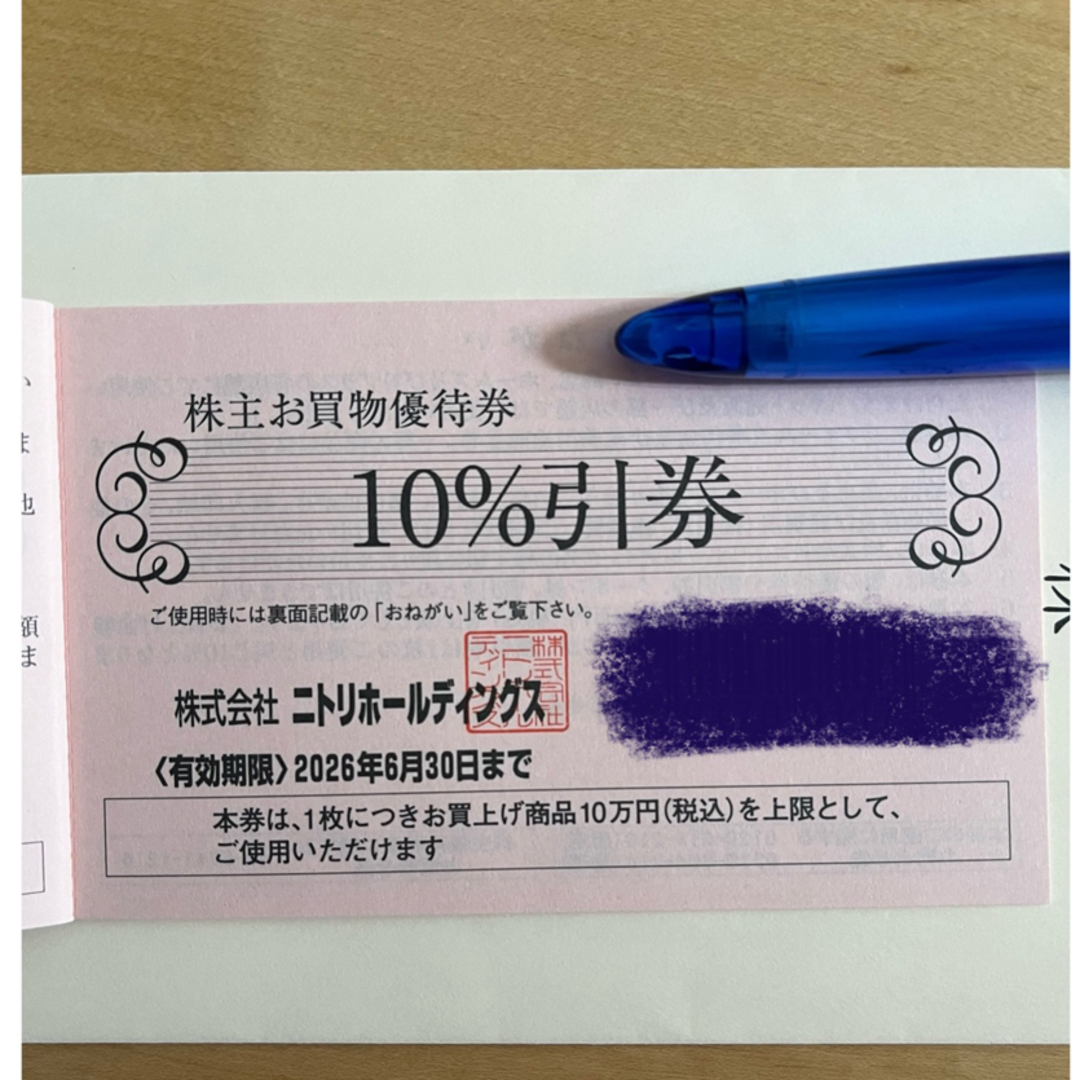 株主お買物優待券
10%引券
ご使用時には裏面記載の「おねがい」をご覧下さい。
株式会社 ニトリホールディングス
〈有効期限〉2026年6月30日まで
本券は、1枚につきお買上げ商品10万円(税込)を上限として、
ご使用いただけます